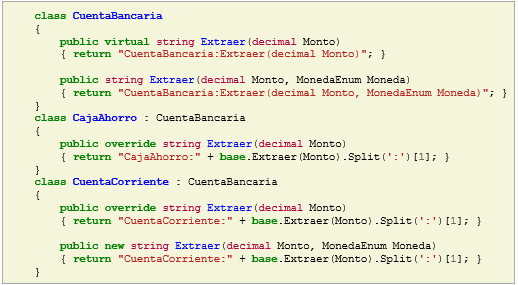 class CuentaBancaria
{
    public virtual string Extraer(decimal Monto)
    { return "CuentaBancaria:Extraer(decimal Monto)"; }

    public string Extraer(decimal Monto, MonedaEnum Moneda)
    { return "CuentaBancaria:Extraer(decimal Monto, MonedaEnum Moneda)"; }
}
class CajaAhorro : CuentaBancaria
{
    public override string Extraer(decimal Monto)
    { return "CajaAhorro:" + base.Extraer(Monto).Split(':')[1]; }
}
class CuentaCorriente : CuentaBancaria
{
    public override string Extraer(decimal Monto)
    { return "CuentaCorriente:" + base.Extraer(Monto).Split(':')[1]; }

    public new string Extraer(decimal Monto, MonedaEnum Moneda)
    { return "CuentaCorriente:" + base.Extraer(Monto).Split(':')[1]; }
}